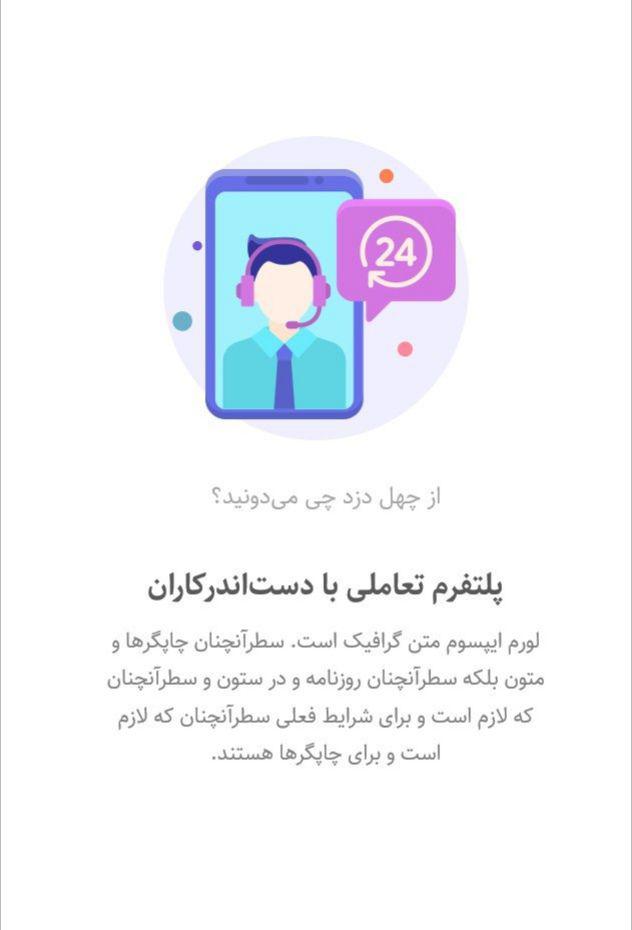 24
از چهل دزد چی می‌دونید؟
پلتفرم تعاملی با دست‌اندرکاران
لورم ایپسوم متن گرافیک است. سطرآنچنان چاپگرها و
متون بلکه سطرآنچنان روزنامه و در ستون و سطرآنچنان
که لازم است و برای شرایط فعلی سطرآنچنان که لازم
است و برای چاپگرها هستند.